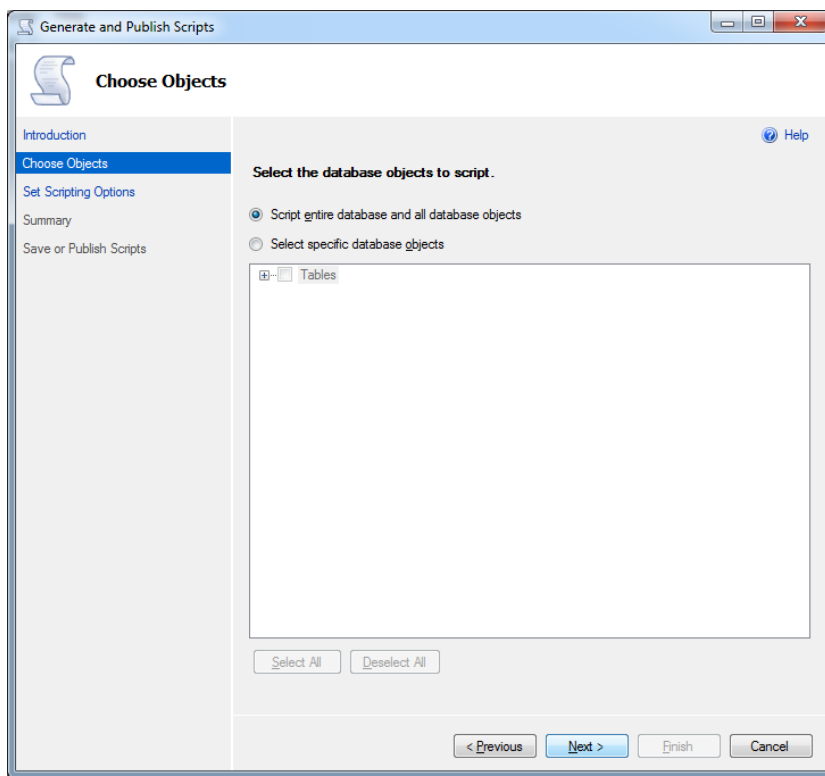 Generate and Publish Scripts
Choose Objects
Introduction
Choose Objects
Set Scripting Options
Summary
Save or Publish Scripts
Help
Select the database objects to script.
Script entire database and all database objects
Select specific database objects
Tables
Select All
Deselect All
< Previous
Next >
Finish
Cancel